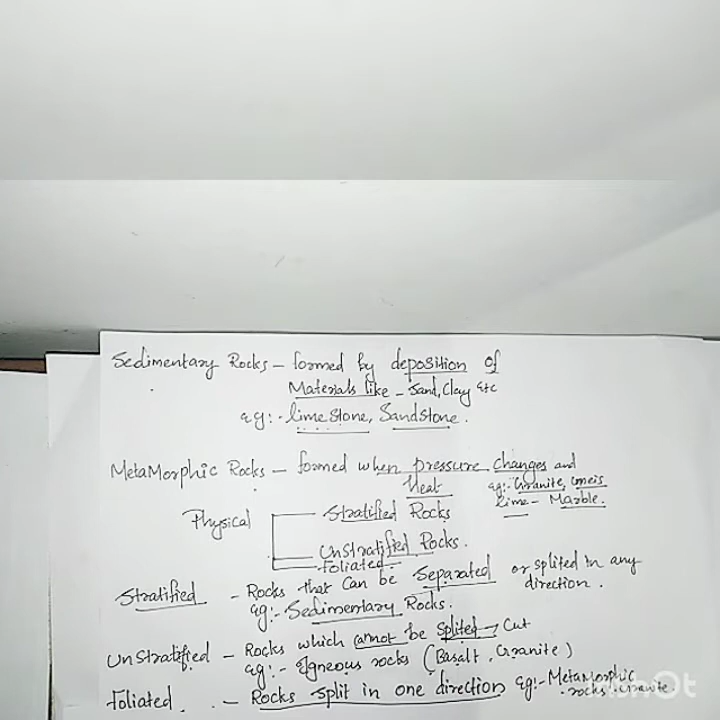 Sedimentary Rocks – formed by deposition of
Materials like – Sand, Clay etc
eg:- lime stone, Sandstone.
MetaMorphic Rocks – formed when pressure changes and
Heat
eg:- Granite, Gneis
Lime – Marble.
Physical
Stratified Rocks
Unstratified Rocks.
foliated
Stratified – Rocks that can be Separated or splited in any
direction.
eg:- Sedimentary Rocks.
Unstratified – Rocks which cannot be splited → Cut
eg:- Igneous rocks (Basalt, Granite)
foliated. – Rocks split in one direction eg:- Metamorphic
rocks, Granite.